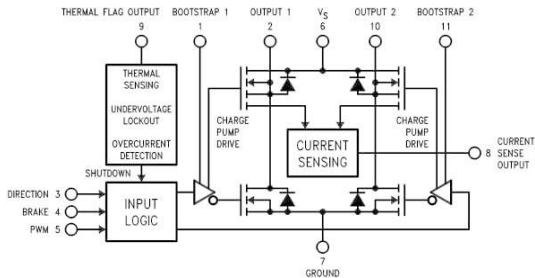 THERMAL FLAG OUTPUT
9
BOOTSTRAP 1
1
OUTPUT 1
2
VS
6
OUTPUT 2
10
BOOTSTRAP 2
11
THERMAL
SENSING
UNDERVOLTAGE
LOCKOUT
OVERCURRENT
DETECTION
SHUTDOWN
CHARGE
PUMP
DRIVE
CURRENT
SENSING
CHARGE
PUMP
DRIVE
8 CURRENT
SENSE
OUTPUT
DIRECTION 3
BRAKE 4
PWM 5
INPUT
LOGIC
7
GROUND